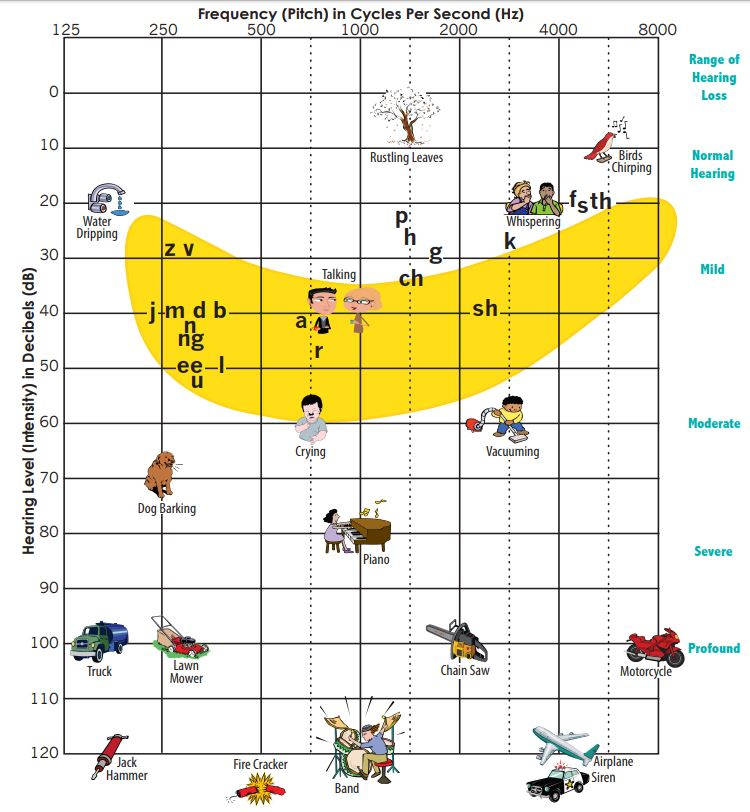 Frequency (Pitch) in Cycles Per Second (Hz)
125 250 500 1000 2000 4000 8000
Range of
Hearing
Loss
Hearing Level (Intensity) in Decibels (dB)
0
10
Rustling Leaves
Birds
Chirping
Normal
Hearing
20
Water
Dripping
p
h
g
Whispering
f s th
k
30
z v
Talking
ch
Mild
40
j m d b
n
ng
a
r
sh
50
ee l
u
60
Crying
Vacuuming
Moderate
70
Dog Barking
80
Piano
Severe
90
100
Truck
Lawn
Mower
Chain Saw
Motorcycle
Profound
110
120
Jack
Hammer
Fire Cracker
Band
Airplane
Siren